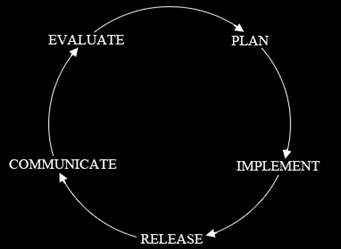 EVALUATE
PLAN
COMMUNICATE
IMPLEMENT
RELEASE